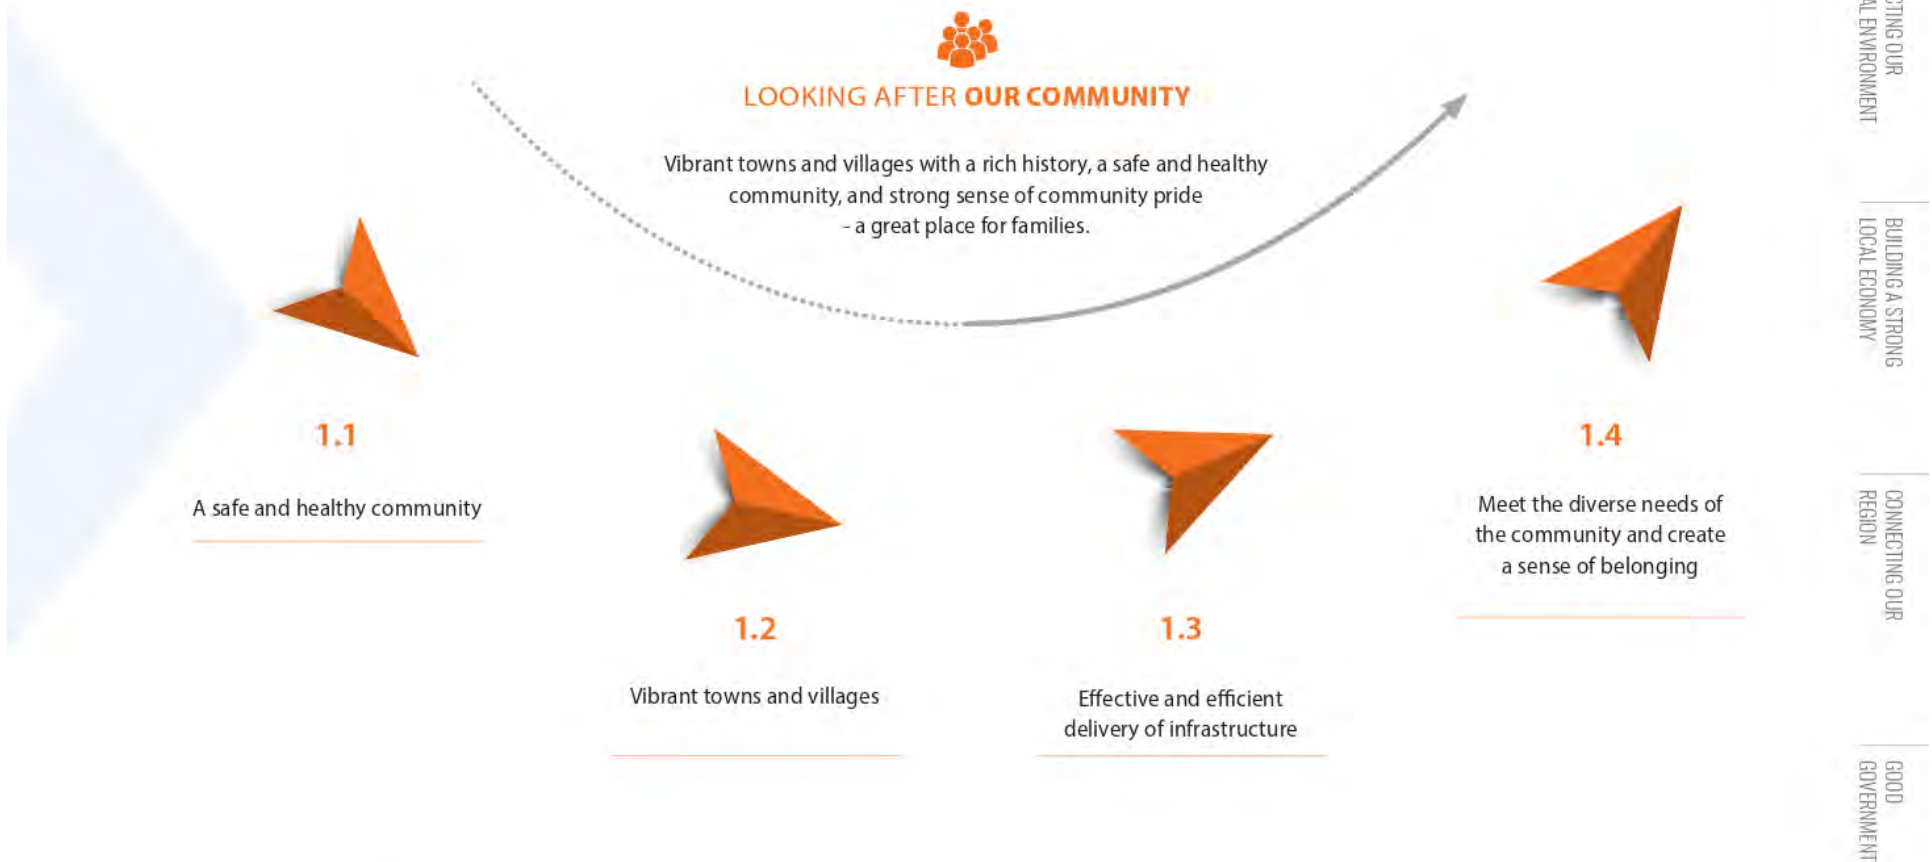 LOOKING AFTER OUR COMMUNITY
Vibrant towns and villages with a rich history, a safe and healthy
community, and strong sense of community pride
- a great place for families.
1.1
A safe and healthy community
1.2
Vibrant towns and villages
1.3
Effective and efficient
delivery of infrastructure
1.4
Meet the diverse needs of
the community and create
a sense of belonging
OUR
ENVIRONMENT
BUILDING A STRONG
LOCAL ECONOMY
CONNECTING OUR
REGION
GOOD
GOVERNMENT